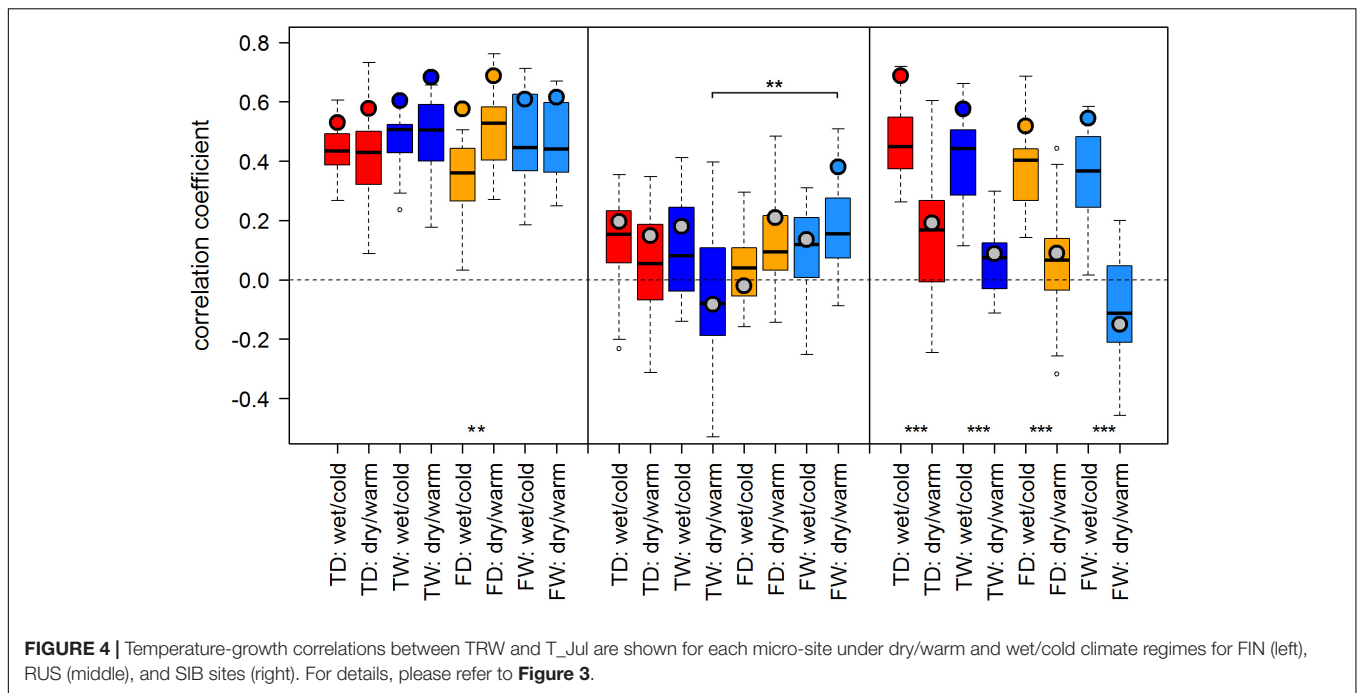 correlation coefficient
0.8
0.6
0.4
0.2
0.0
-0.2
-0.4
**
**
***
***
***
***
TD: wet/cold
TD: dry/warm
TW: wet/cold
TW: dry/warm
FD: wet/cold
FD: dry/warm
FW: wet/cold
FW: dry/warm
TD: wet/cold
TD: dry/warm
TW: wet/cold
TW: dry/warm
FD: wet/cold
FD: dry/warm
FW: wet/cold
FW: dry/warm
TD: wet/cold
TD: dry/warm
TW: wet/cold
TW: dry/warm
FD: wet/cold
FD: dry/warm
FW: wet/cold
FW: dry/warm
FIGURE 4 | Temperature-growth correlations between TRW and T_Jul are shown for each micro-site under dry/warm and wet/cold climate regimes for FIN (left),
RUS (middle), and SIB sites (right). For details, please refer to Figure 3.